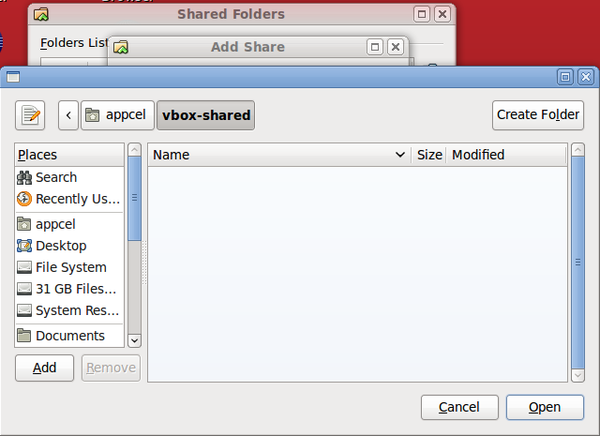 Shared Folders
Folders List
Add Share
appcel
vbox-shared
Create Folder
Places
Name
Size
Modified
Search
Recently Us...
appcel
Desktop
File System
31 GB Files...
System Res...
Documents
Add
Remove
Cancel
Open